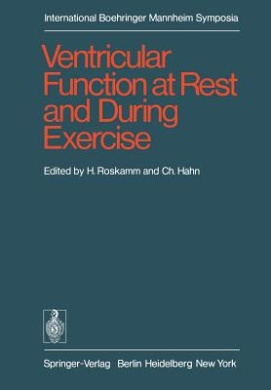 International Boehringer Mannheim Symposia
Ventricular
Function at Rest
and During
Exercise
Edited by H. Roskamm and Ch. Hahn
Springer-Verlag Berlin Heidelberg New York